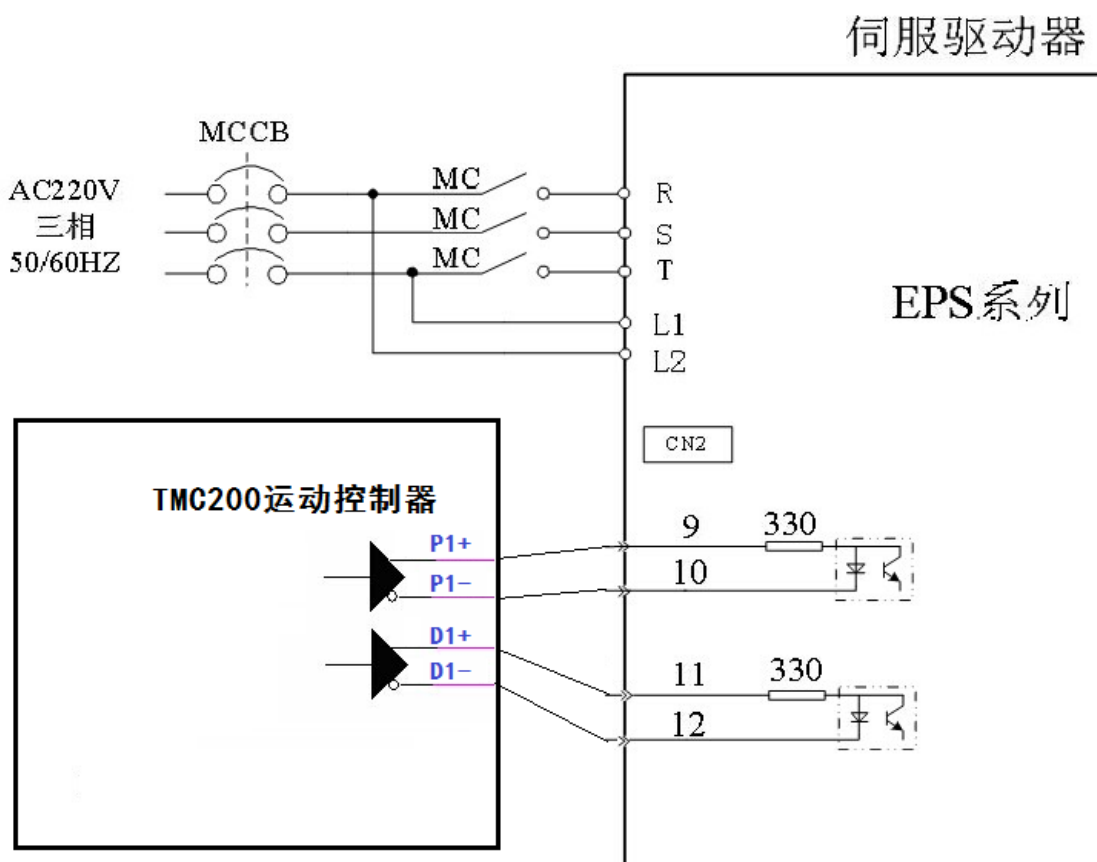 伺服驱动器
MCCB
AC220V
三相
50/60HZ
MC
MC
MC
R
S
T
L1
L2
EPS系列
CN2
TMC200运动控制器
P1+
P1-
D1+
D1-
9
330
10
11
330
12